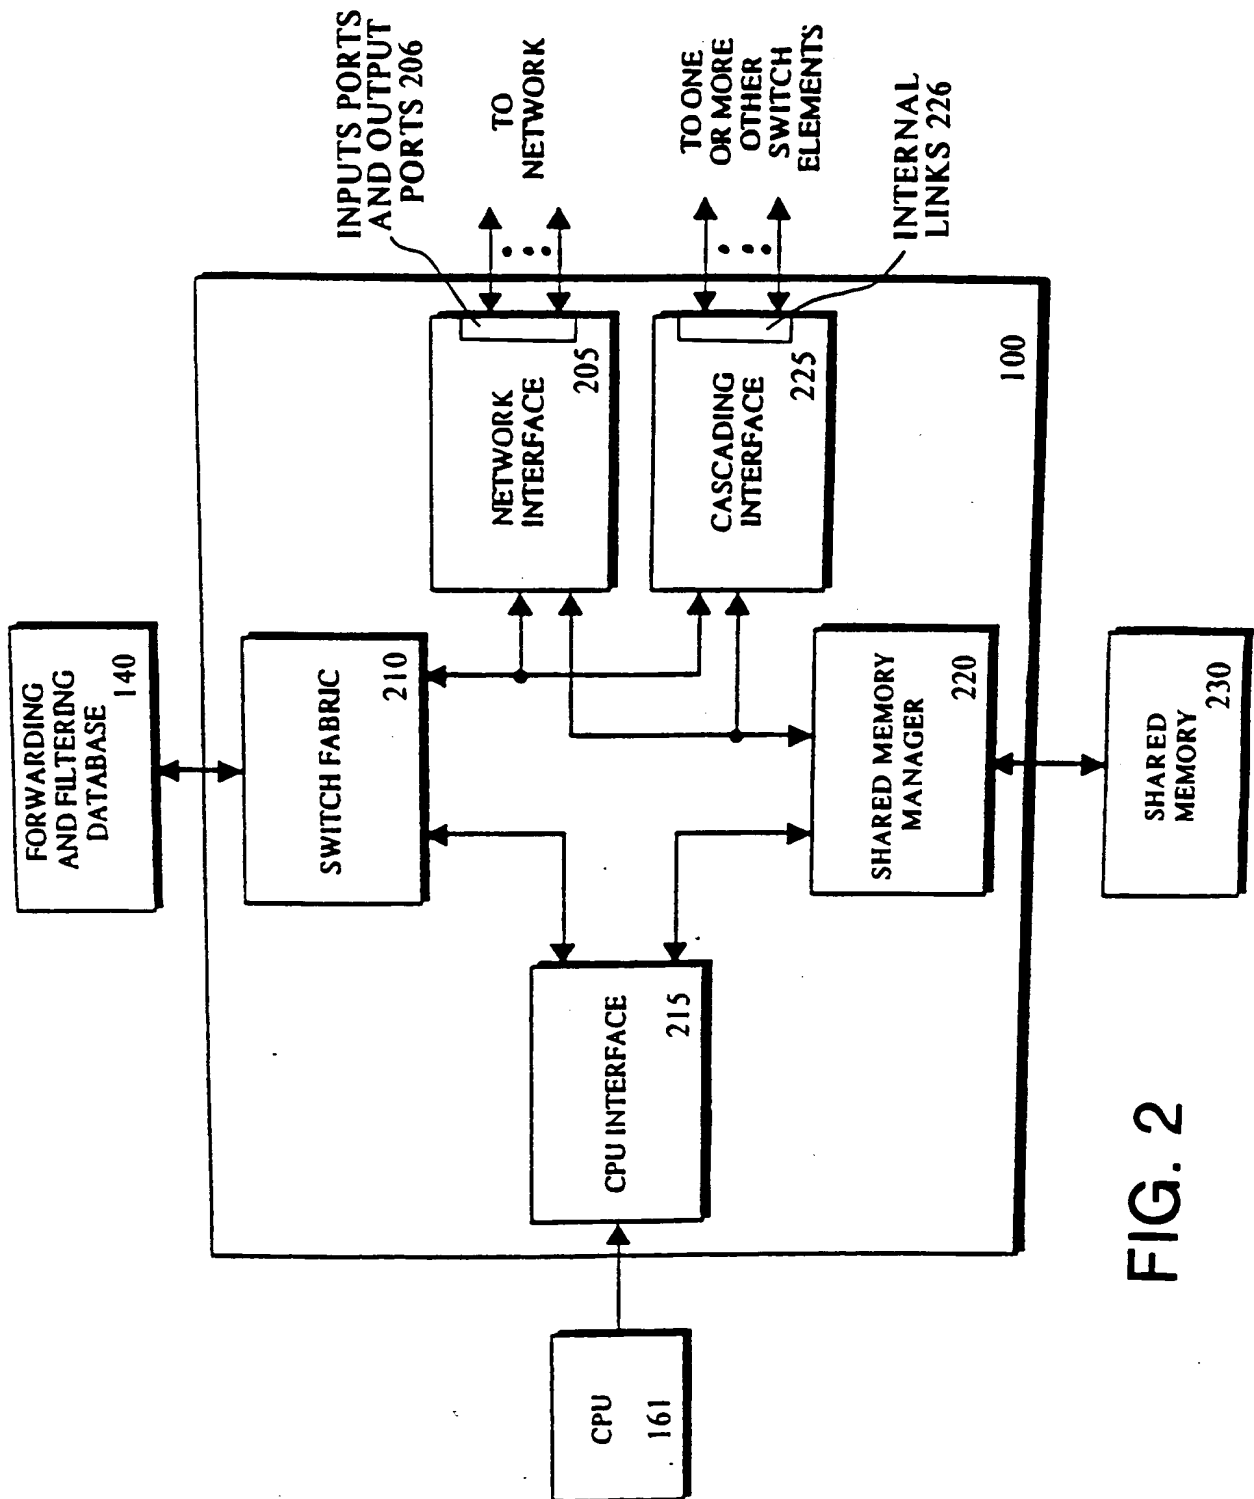 FORWARDING
AND FILTERING
DATABASE
140
SWITCH FABRIC
210
CPU
161
CPU INTERFACE
215
NETWORK
INTERFACE
205
INPUTS PORTS
AND OUTPUT
PORTS 206
TO
NETWORK
CASCADING
INTERFACE
225
TO ONE
OR MORE
OTHER
SWITCH
ELEMENTS
INTERNAL
LINKS 226
SHARED MEMORY
MANAGER
220
100
SHARED
MEMORY
230
FIG. 2